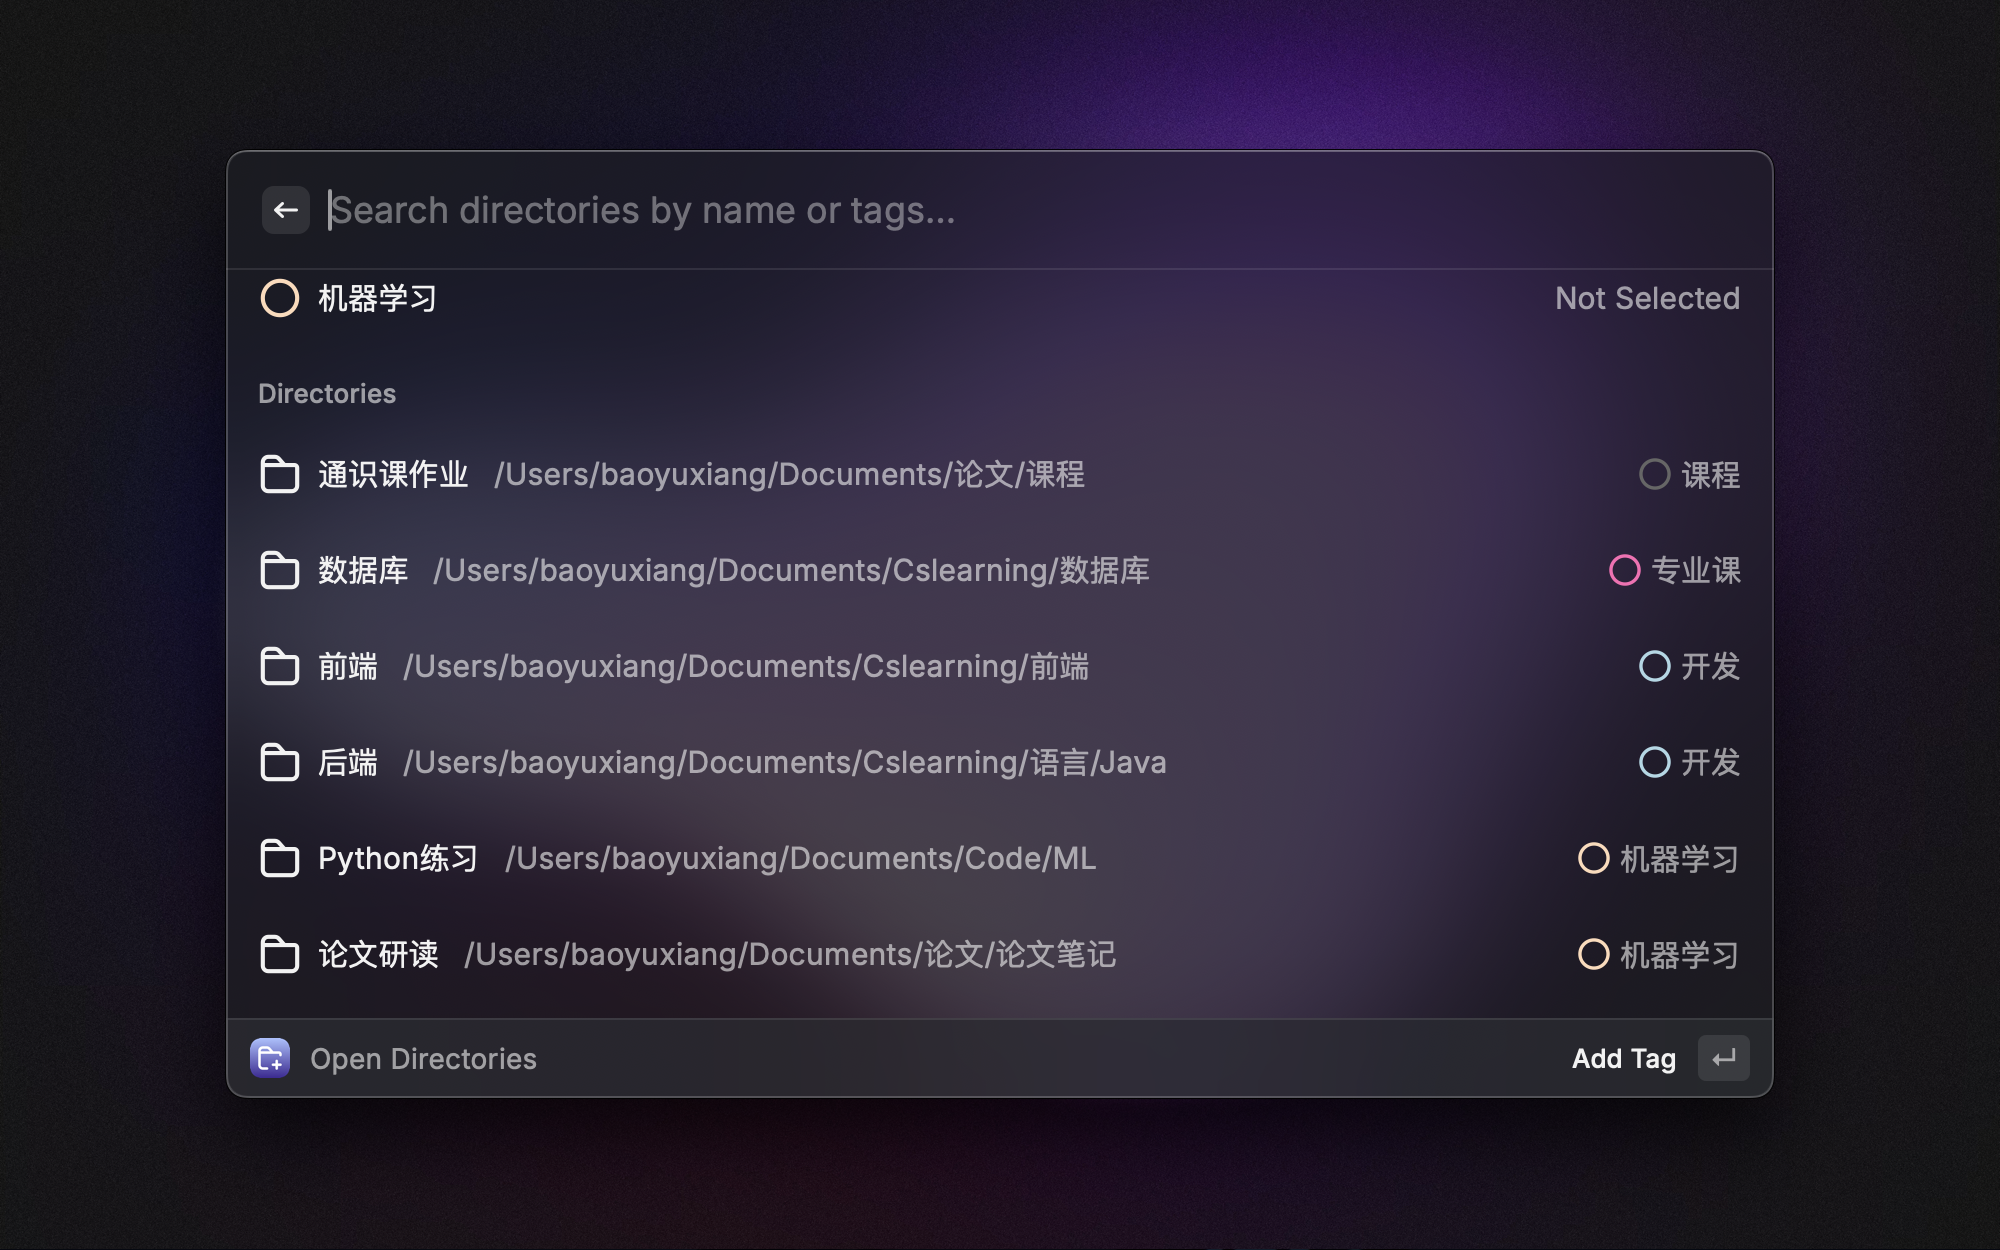 Search directories by name or tags...
机器学习 Not Selected
Directories
通识课作业 /Users/baoyuxiang/Documents/论文/课程 课程
数据库 /Users/baoyuxiang/Documents/Cslearning/数据库 专业课
前端 /Users/baoyuxiang/Documents/Cslearning/前端 开发
后端 /Users/baoyuxiang/Documents/Cslearning/语言/Java 开发
Python练习 /Users/baoyuxiang/Documents/Code/ML 机器学习
论文研读 /Users/baoyuxiang/Documents/论文/论文笔记 机器学习
Open Directories Add Tag